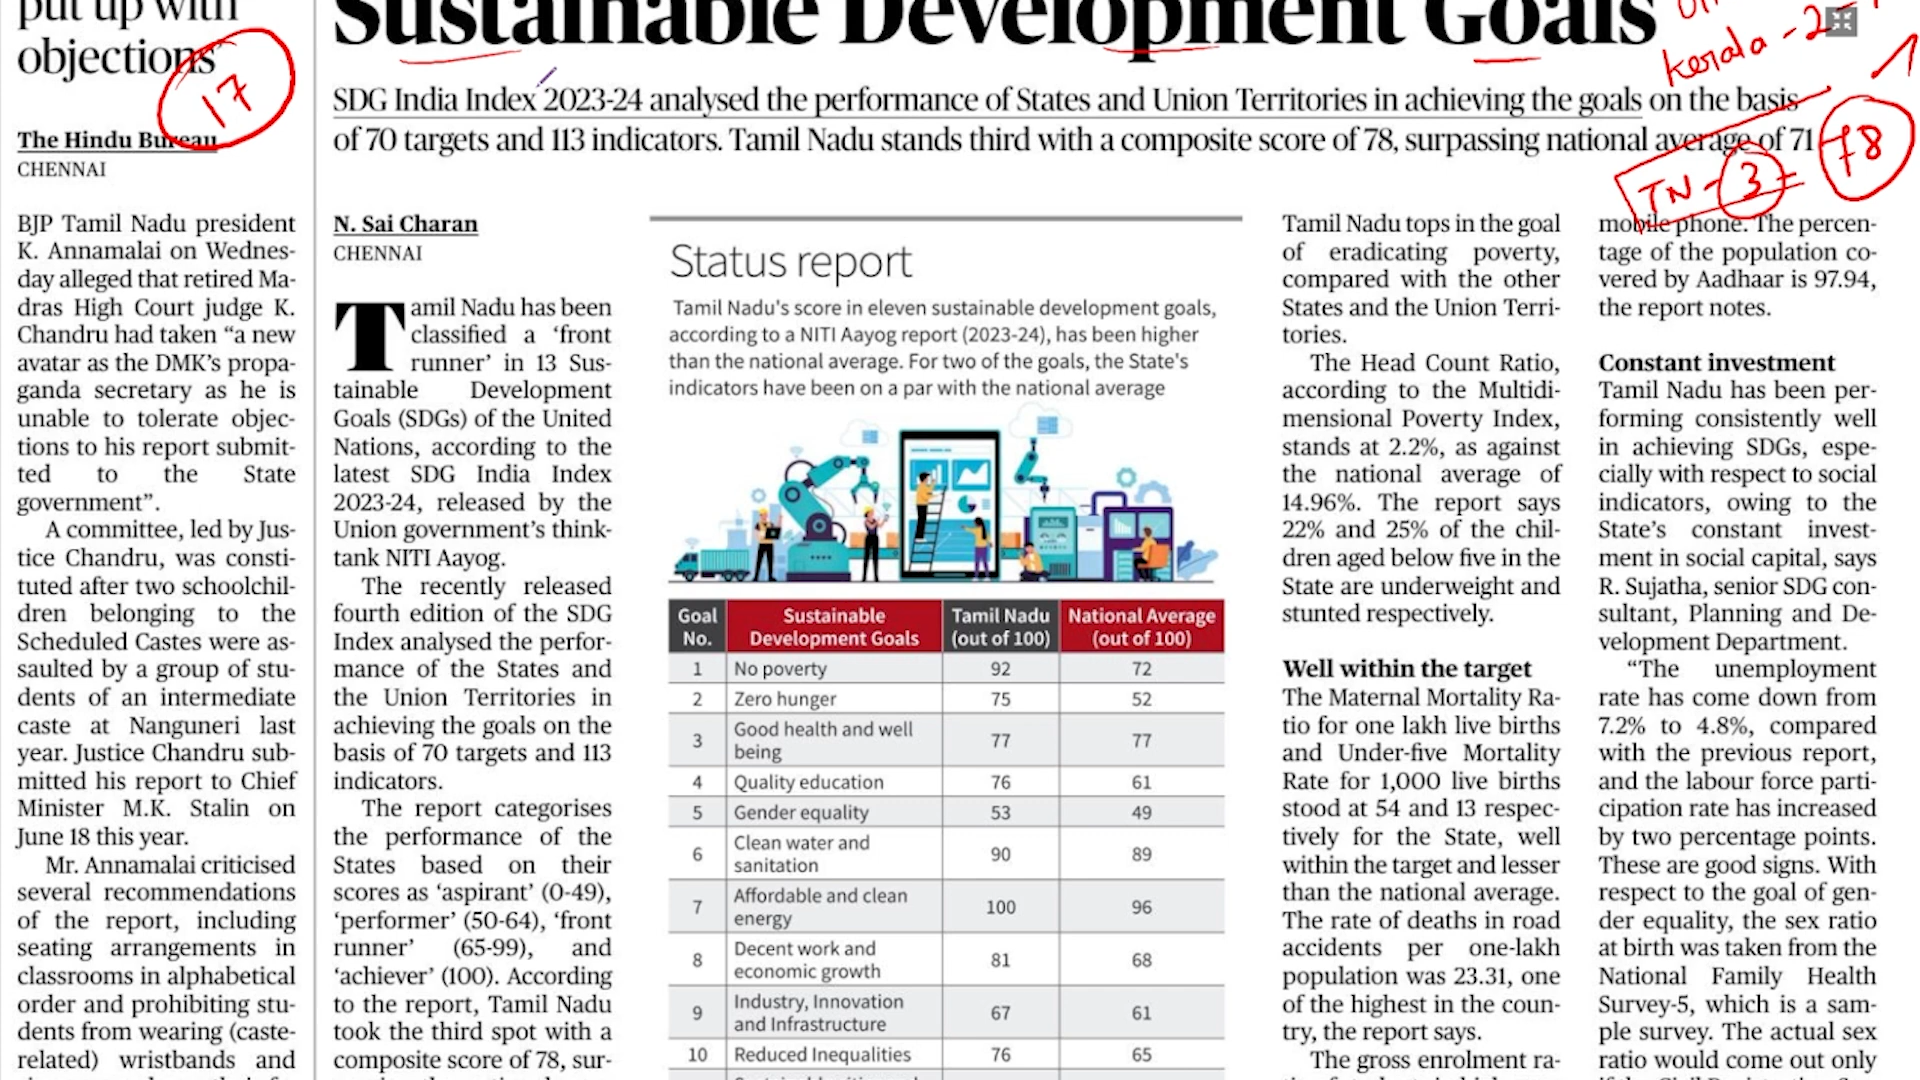 put up with
objections’
17
The Hindu Bureau
CHENNAI
BJP Tamil Nadu president
K. Annamalai on Wednes-
day alleged that retired Ma-
dras High Court judge K.
Chandru had taken “a new
avatar as the DMK’s propa-
ganda secretary as he is
unable to tolerate objec-
tions to his report submit-
ted to the State
government”.
A committee, led by Jus-
tice Chandru, was consti-
tuted after two schoolchil-
dren belonging to the
Scheduled Castes were as-
saulted by a group of stu-
dents of an intermediate
caste at Nanguneri last
year. Justice Chandru sub-
mitted his report to Chief
Minister M.K. Stalin on
June 18 this year.
Mr. Annamalai criticised
several recommendations
of the report, including
seating arrangements in
classrooms in alphabetical
order and prohibiting stu-
dents from wearing (caste-
related) wristbands and
Sustainable Development Goals
Kerala - 2
SDG India Index 2023-24 analysed the performance of States and Union Territories in achieving the goals on the basis
of 70 targets and 113 indicators. Tamil Nadu stands third with a composite score of 78, surpassing national average of 71
TN - 3 = 78
N. Sai Charan
CHENNAI
Tamil Nadu has been
classified a ‘front
runner’ in 13 Sus-
tainable Development
Goals (SDGs) of the United
Nations, according to the
latest SDG India Index
2023-24, released by the
Union government’s think-
tank NITI Aayog.
The recently released
fourth edition of the SDG
Index analysed the perfor-
mance of the States and
the Union Territories in
achieving the goals on the
basis of 70 targets and 113
indicators.
The report categorises
the performance of the
States based on their
scores as ‘aspirant’ (0-49),
‘performer’ (50-64), ‘front
runner’ (65-99), and
‘achiever’ (100). According
to the report, Tamil Nadu
took the third spot with a
composite score of 78, sur-
Status report
Tamil Nadu's score in eleven sustainable development goals,
according to a NITI Aayog report (2023-24), has been higher
than the national average. For two of the goals, the State's
indicators have been on a par with the national average
Goal No. Sustainable Development Goals Tamil Nadu (out of 100) National Average (out of 100)
1 No poverty 92 72
2 Zero hunger 75 52
3 Good health and well being 77 77
4 Quality education 76 61
5 Gender equality 53 49
6 Clean water and sanitation 90 89
7 Affordable and clean energy 100 96
8 Decent work and economic growth 81 68
9 Industry, Innovation and Infrastructure 67 61
10 Reduced Inequalities 76 65
Tamil Nadu tops in the goal
of eradicating poverty,
compared with the other
States and the Union Terri-
tories.
The Head Count Ratio,
according to the Multidi-
mensional Poverty Index,
stands at 2.2%, as against
the national average of
14.96%. The report says
22% and 25% of the chil-
dren aged below five in the
State are underweight and
stunted respectively.
Well within the target
The Maternal Mortality Ra-
tio for one lakh live births
and Under-five Mortality
Rate for 1,000 live births
stood at 54 and 13 respec-
tively for the State, well
within the target and lesser
than the national average.
The rate of deaths in road
accidents per one-lakh
population was 23.31, one
of the highest in the coun-
try, the report says.
The gross enrolment ra-
mobile phone. The percen-
tage of the population co-
vered by Aadhaar is 97.94,
the report notes.
Constant investment
Tamil Nadu has been per-
forming consistently well
in achieving SDGs, espe-
cially with respect to social
indicators, owing to the
State’s constant invest-
ment in social capital, says
R. Sujatha, senior SDG con-
sultant, Planning and De-
velopment Department.
“The unemployment
rate has come down from
7.2% to 4.8%, compared
with the previous report,
and the labour force parti-
cipation rate has increased
by two percentage points.
These are good signs. With
respect to the goal of gen-
der equality, the sex ratio
at birth was taken from the
National Family Health
Survey-5, which is a sam-
ple survey. The actual sex
ratio would come out only